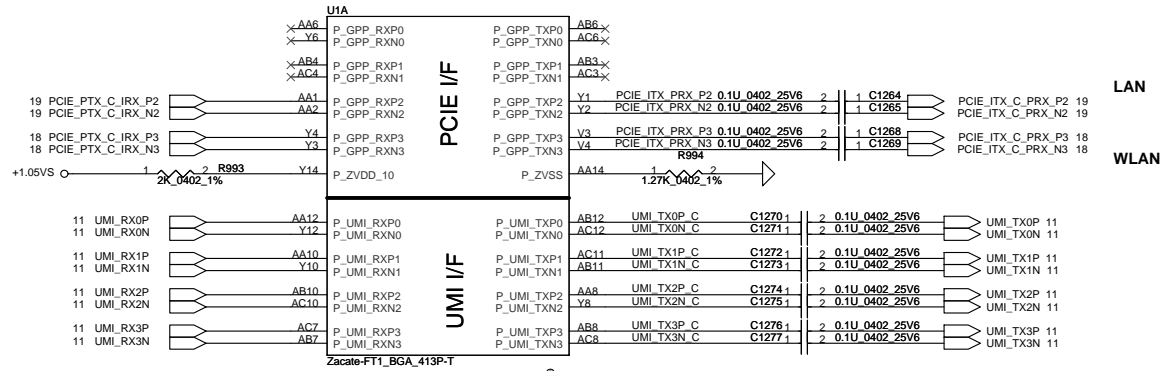 U1A
AA6 P_GPP_RXP0 P_GPP_TXP0 AB6
Y6 P_GPP_RXN0 P_GPP_TXN0 AC6
AB4 P_GPP_RXP1 P_GPP_TXP1 AB3
AC4 P_GPP_RXN1 P_GPP_TXN1 AC3
PCIE I/F
LAN
19 PCIE_PTX_C_IRX_P2 AA1 P_GPP_RXP2 P_GPP_TXP2 Y1 PCIE_ITX_PRX_P2 0.1U_0402_25V6 2 1 C1264 PCIE_ITX_C_PRX_P2 19
19 PCIE_PTX_C_IRX_N2 AA2 P_GPP_RXN2 P_GPP_TXN2 Y2 PCIE_ITX_PRX_N2 0.1U_0402_25V6 2 1 C1265 PCIE_ITX_C_PRX_N2 19
18 PCIE_PTX_C_IRX_P3 Y4 P_GPP_RXP3 P_GPP_TXP3 V3 PCIE_ITX_PRX_P3 0.1U_0402_25V6 2 1 C1268 PCIE_ITX_C_PRX_P3 18
18 PCIE_PTX_C_IRX_N3 Y3 P_GPP_RXN3 P_GPP_TXN3 V4 PCIE_ITX_PRX_N3 0.1U_0402_25V6 2 1 C1269 PCIE_ITX_C_PRX_N3 18
WLAN
+1.05VS 1 2 R993 Y14 P_ZVDD_10 P_ZVSS AA14 1 R994 2
2K_0402_1% 1.27K_0402_1%
11 UMI_RX0P AA12 P_UMI_RXP0 P_UMI_TXP0 AB12 UMI_TX0P_C C1270 1 2 0.1U_0402_25V6 UMI_TX0P 11
11 UMI_RX0N Y12 P_UMI_RXN0 P_UMI_TXN0 AC12 UMI_TX0N_C C1271 1 2 0.1U_0402_25V6 UMI_TX0N 11
11 UMI_RX1P AA10 P_UMI_RXP1 P_UMI_TXP1 AC11 UMI_TX1P_C C1272 1 2 0.1U_0402_25V6 UMI_TX1P 11
11 UMI_RX1N Y10 P_UMI_RXN1 P_UMI_TXN1 AB11 UMI_TX1N_C C1273 1 2 0.1U_0402_25V6 UMI_TX1N 11
UMI I/F
11 UMI_RX2P AB10 P_UMI_RXP2 P_UMI_TXP2 AA8 UMI_TX2P_C C1274 1 2 0.1U_0402_25V6 UMI_TX2P 11
11 UMI_RX2N AC10 P_UMI_RXN2 P_UMI_TXN2 Y8 UMI_TX2N_C C1275 1 2 0.1U_0402_25V6 UMI_TX2N 11
11 UMI_RX3P AC7 P_UMI_RXP3 P_UMI_TXP3 AB8 UMI_TX3P_C C1276 1 2 0.1U_0402_25V6 UMI_TX3P 11
11 UMI_RX3N AB7 P_UMI_RXN3 P_UMI_TXN3 AC8 UMI_TX3N_C C1277 1 2 0.1U_0402_25V6 UMI_TX3N 11
Zacate-FT1_BGA_413P-T